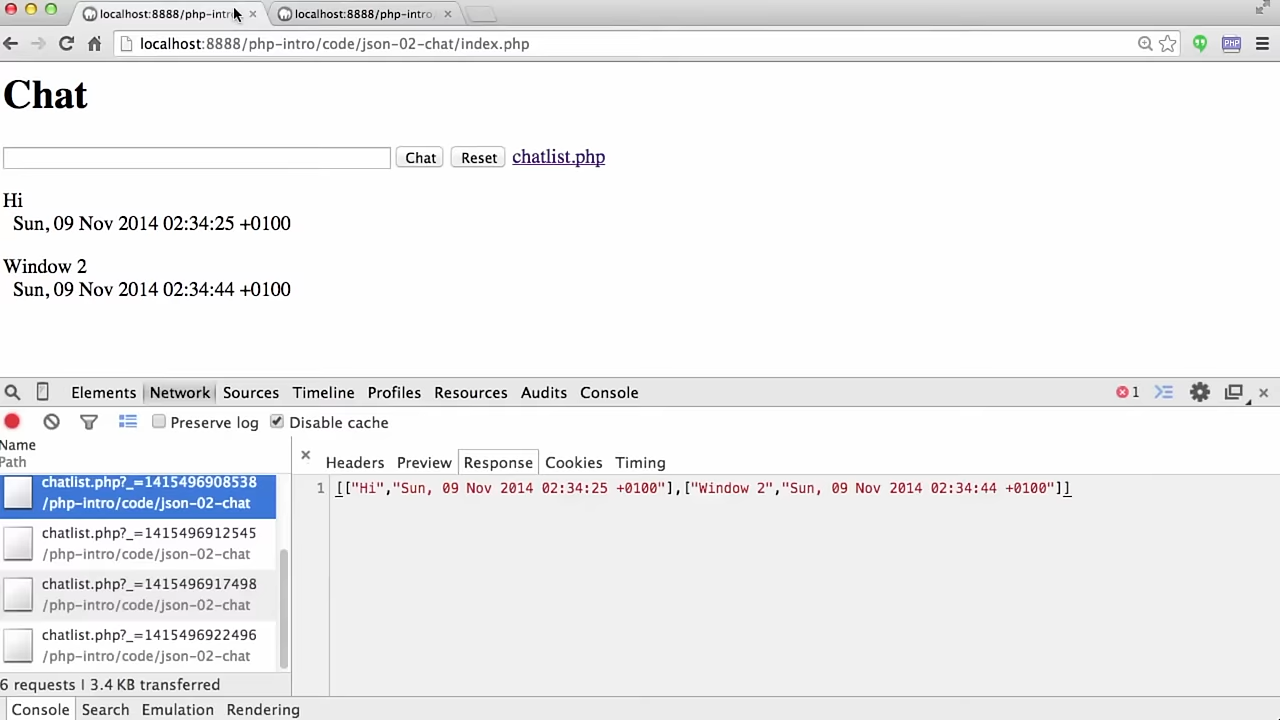 localhost:8888/php-intro
localhost:8888/php-intro
localhost:8888/php-intro/code/json-02-chat/index.php
PHP
Chat
Chat Reset chatlist.php
Hi
Sun, 09 Nov 2014 02:34:25 +0100
Window 2
Sun, 09 Nov 2014 02:34:44 +0100
Elements Network Sources Timeline Profiles Resources Audits Console 1
Preserve log Disable cache
Name
Path
Headers Preview Response Cookies Timing
1 [["Hi","Sun, 09 Nov 2014 02:34:25 +0100"],["Window 2","Sun, 09 Nov 2014 02:34:44 +0100"]]
chatlist.php?_=1415496908538
/php-intro/code/json-02-chat
chatlist.php?_=1415496912545
/php-intro/code/json-02-chat
chatlist.php?_=1415496917498
/php-intro/code/json-02-chat
chatlist.php?_=1415496922496
/php-intro/code/json-02-chat
6 requests | 3.4 KB transferred
Console Search Emulation Rendering